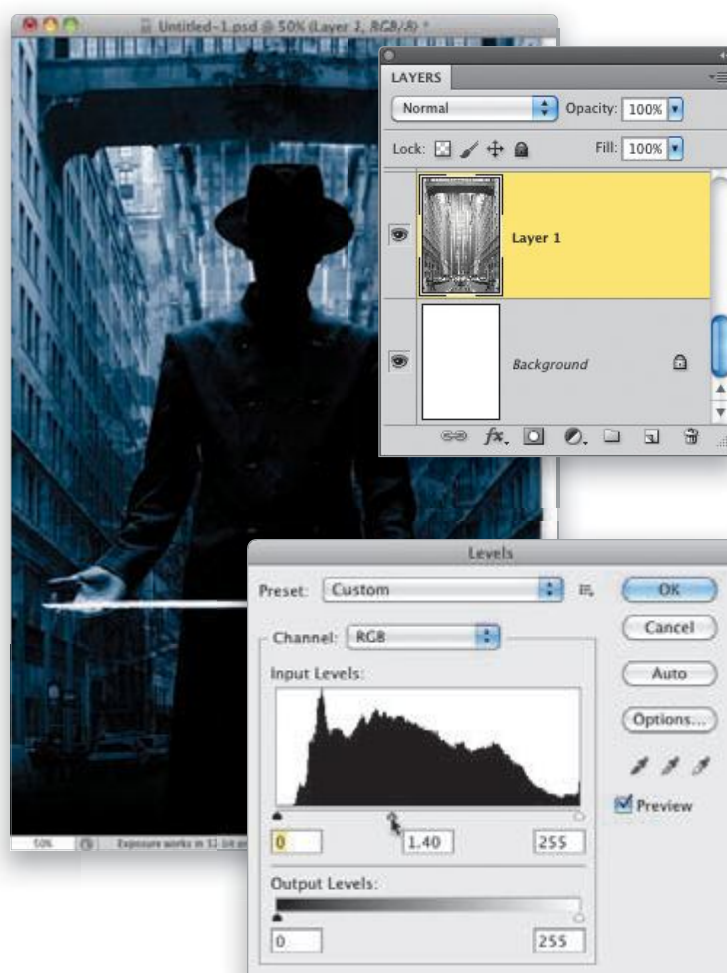 Untitled-1.psd @ 50% (Layer 1, RGB/8) *
LAYERS
Normal
Opacity: 100%
Lock:
Fill: 100%
Layer 1
Background
fx.
50%
Exposure works in 32-bit
Levels
Preset: Custom
OK
Channel: RGB
Cancel
Input Levels:
Auto
Options...
Preview
0
1.40
255
Output Levels:
0
255